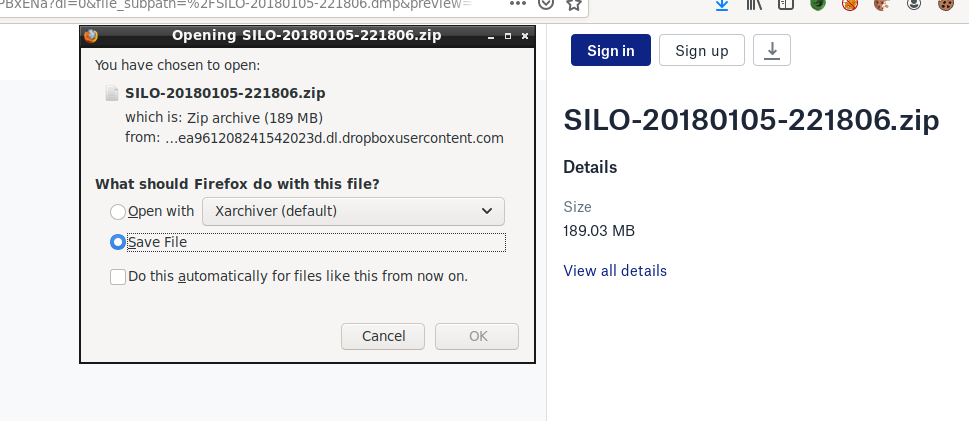 PBxENa?dl=0&file_subpath=%2FSILO-20180105-221806.dmp&preview=
Opening SILO-20180105-221806.zip
You have chosen to open:
SILO-20180105-221806.zip
which is: Zip archive (189 MB)
from: ...ea961208241542023d.dl.dropboxusercontent.com
What should Firefox do with this file?
Open with Xarchiver (default)
Save File
Do this automatically for files like this from now on.
Cancel OK
Sign in Sign up
SILO-20180105-221806.zip
Details
Size
189.03 MB
View all details